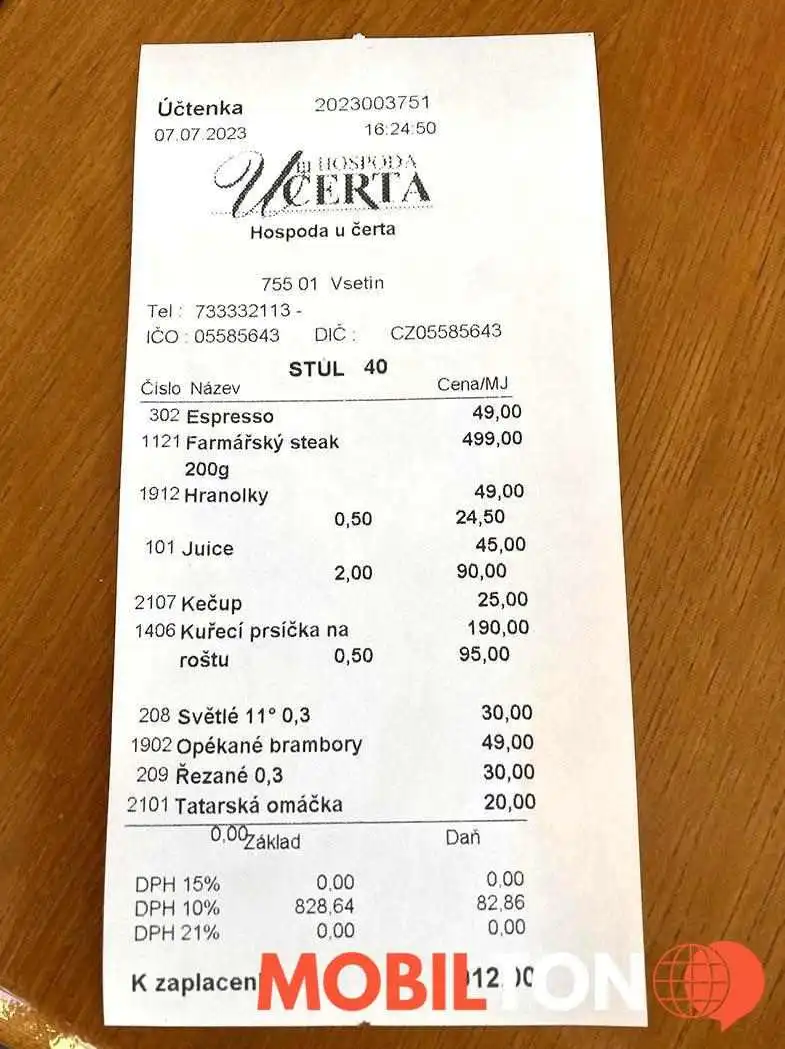 Účtenka 2023003751
07.07.2023 16:24:50
HOSPODA
U ČERTA
Hospoda u čerta
755 01 Vsetín
Tel : 733332113 -
IČO : 05585643 DIČ : CZ05585643
STŮL 40
Číslo Název Cena/MJ
302 Espresso 49,00
1121 Farmářský steak 499,00
200g
1912 Hranolky 49,00
0,50 24,50
101 Juice 45,00
2,00 90,00
2107 Kečup 25,00
1406 Kuřecí prsíčka na 190,00
roštu 0,50 95,00
208 Světlé 11° 0,3 30,00
1902 Opékané brambory 49,00
209 Řezané 0,3 30,00
2101 Tatarská omáčka 20,00
0,00 Základ Daň
DPH 15% 0,00 0,00
DPH 10% 828,64 82,86
DPH 21% 0,00 0,00
K zaplacen
MOBILTON